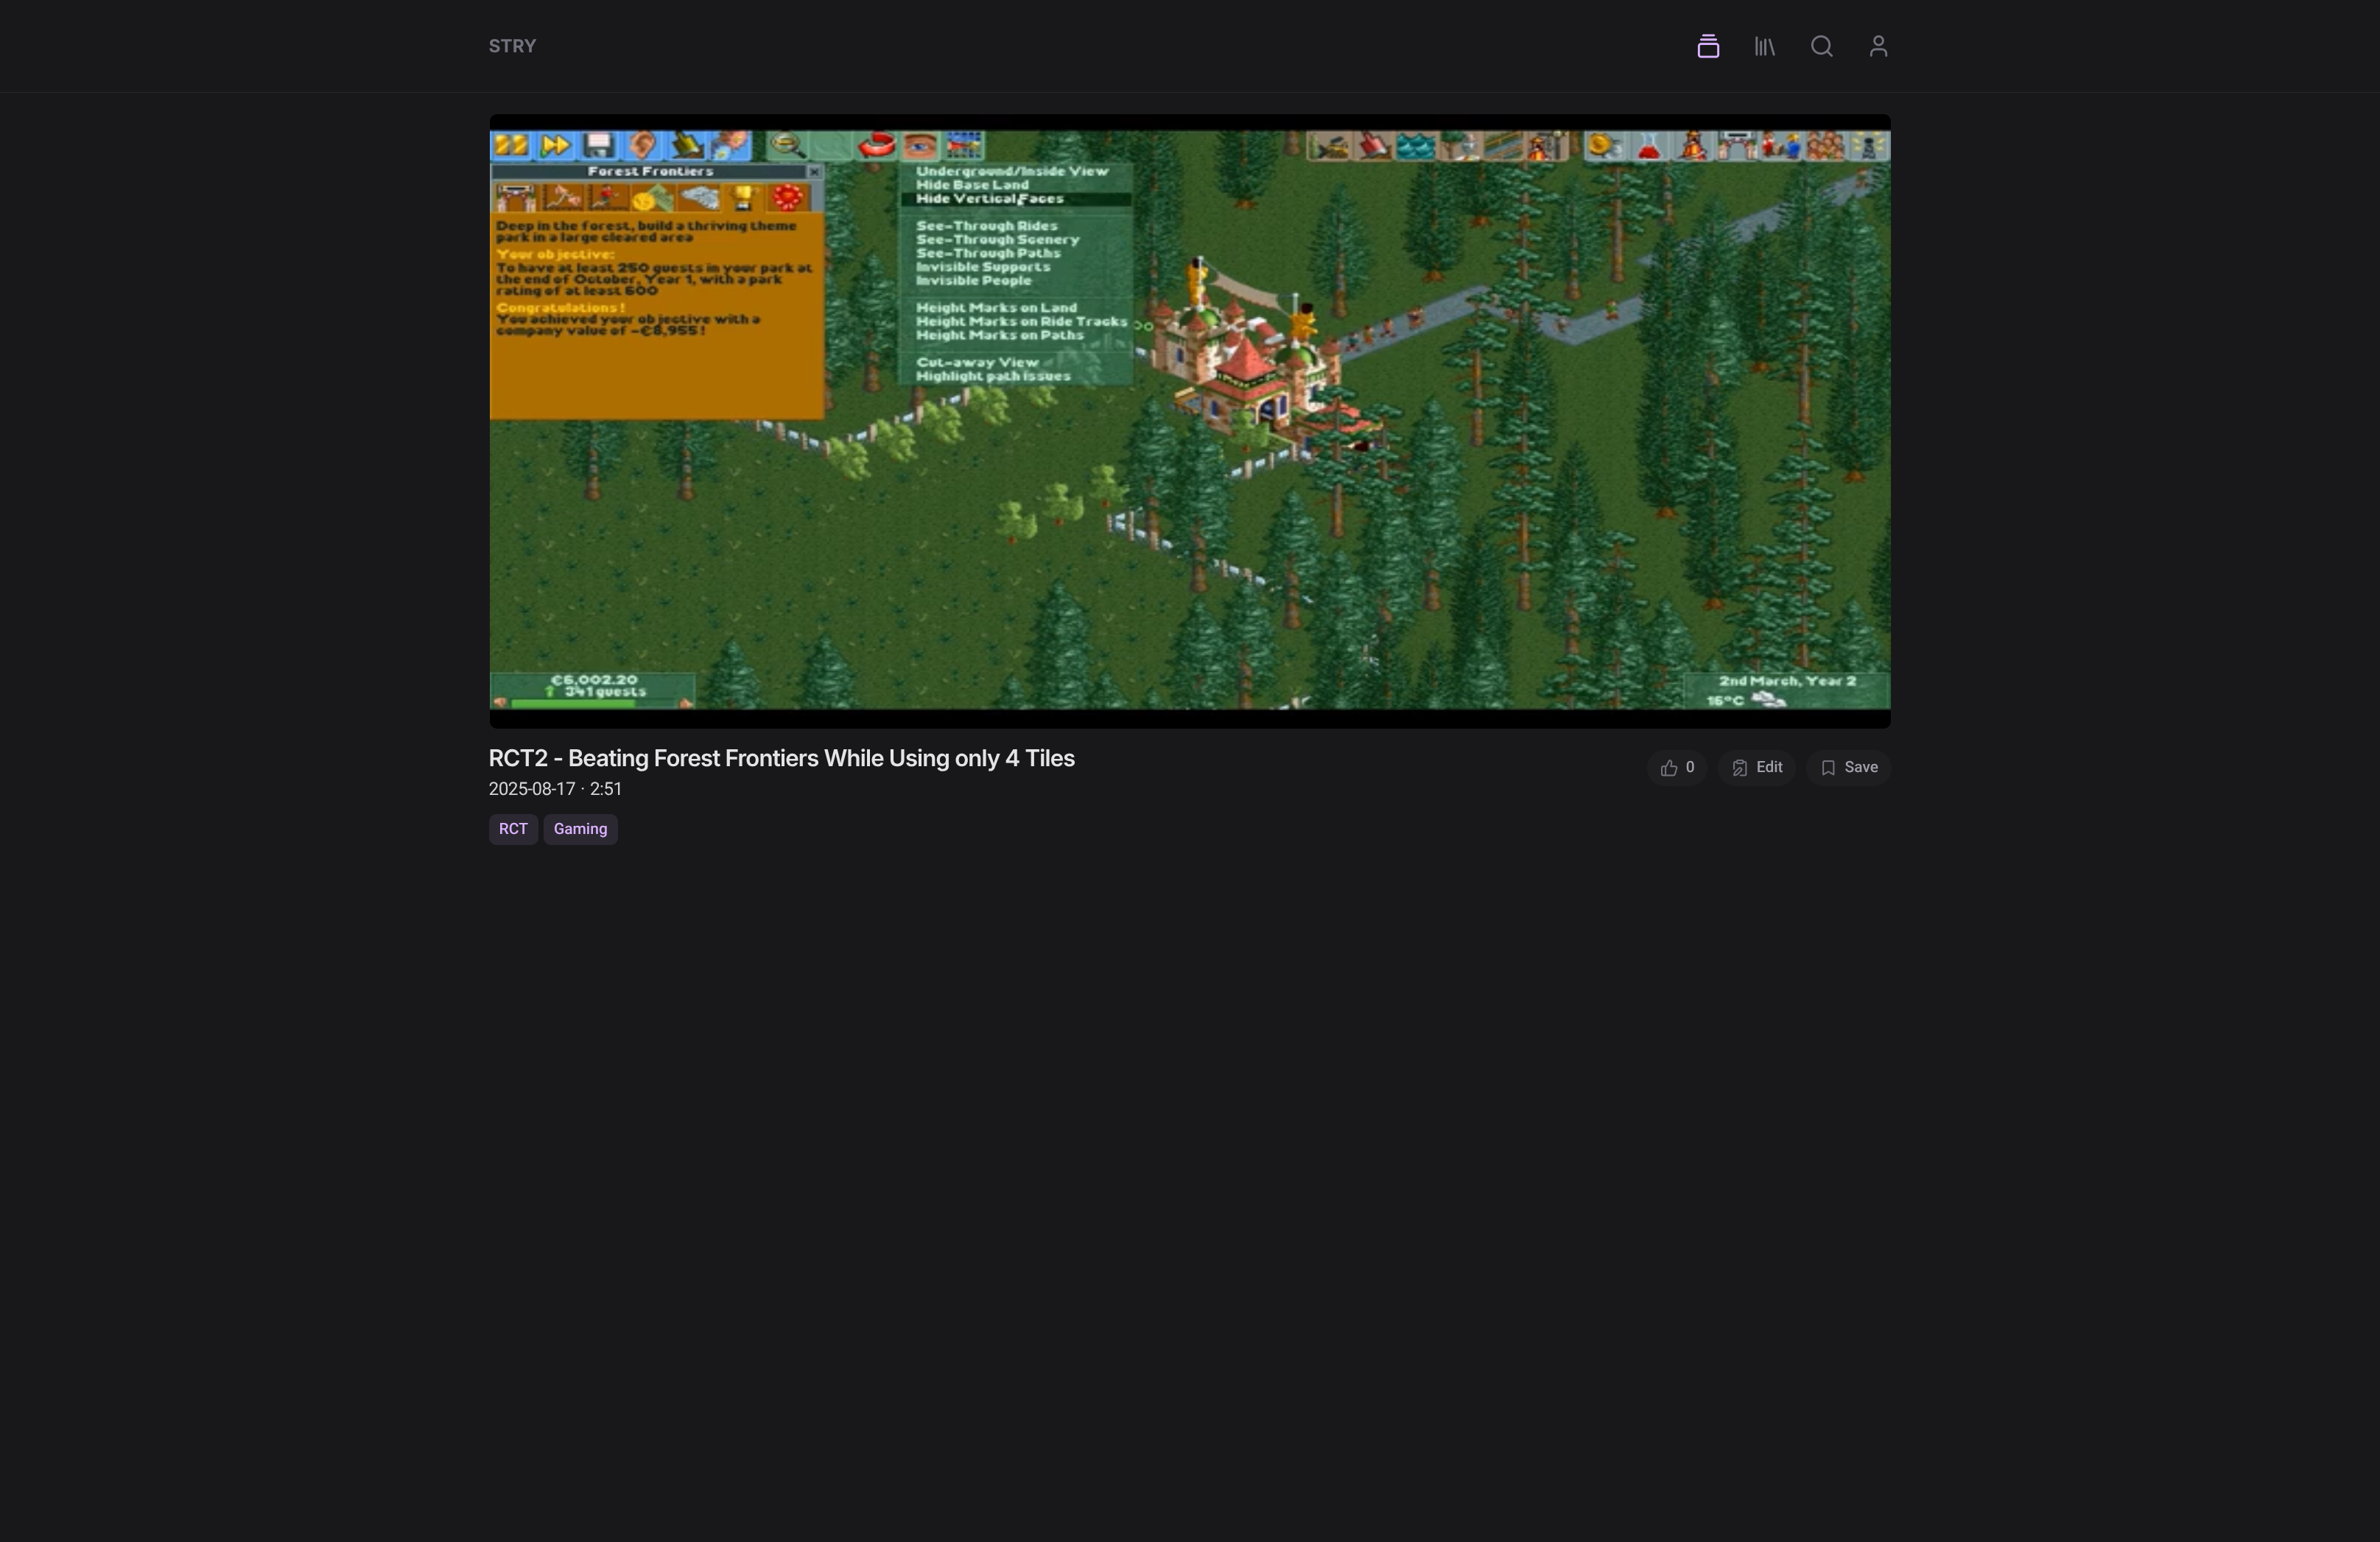 STRY
Forest Frontiers
Deep in the forest, build a thriving theme
park in a large cleared area
Your objective:
To have at least 250 guests in your park at
the end of October, Year 1, with a park
rating of at least 600
Congratulations!
You achieved your objective with a
company value of -€8,955!
Underground/Inside View
Hide Base Land
Hide Vertical Faces
See-Through Rides
See-Through Scenery
See-Through Paths
Invisible Supports
Invisible People
Height Marks on Land
Height Marks on Ride Tracks
Height Marks on Paths
Cut-away View
Highlight path issues
€6,002.20
341 guests
2nd March, Year 2
16°C
RCT2 - Beating Forest Frontiers While Using only 4 Tiles
0
Edit
Save
2025-08-17 · 2:51
RCT
Gaming